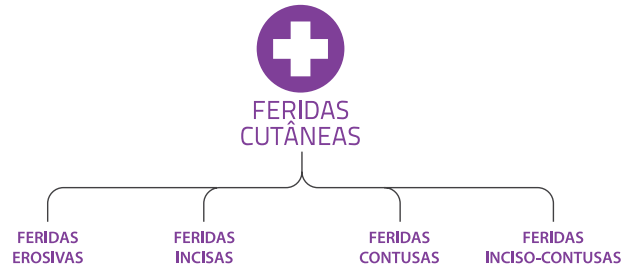 FERIDAS
CUTÂNEAS
FERIDAS
EROSIVAS
FERIDAS
INCISAS
FERIDAS
CONTUSAS
FERIDAS
INCISO-CONTUSAS